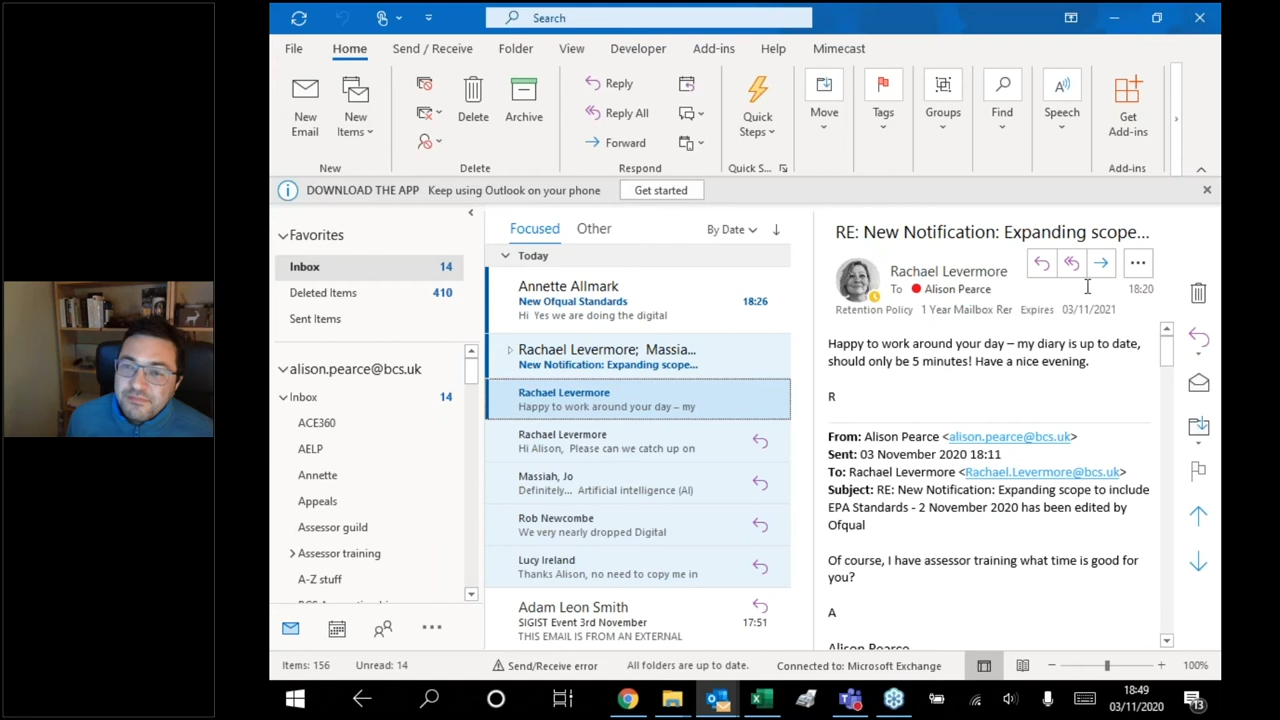 Search
File Home Send / Receive Folder View Developer Add-ins Help Mimecast
New Email
New Items
Delete
Archive
Reply
Reply All
Forward
Quick Steps
Move
Tags
Groups
Find
Speech
Get Add-ins
New Delete Respond Quick S... Add-ins
DOWNLOAD THE APP Keep using Outlook on your phone Get started
Favorites
Inbox 14
Deleted Items 410
Sent Items
alison.pearce@bcs.uk
Inbox 14
ACE360
AELP
Annette
Appeals
Assessor guild
Assessor training
A-Z stuff
Focused Other By Date
Today
Annette Allmark
New Ofqual Standards 18:26
Hi Yes we are doing the digital
Rachael Levermore; Massia...
New Notification: Expanding scope...
Rachael Levermore
Happy to work around your day – my
Rachael Levermore
Hi Alison, Please can we catch up on
Massiah, Jo
Definitely... Artificial intelligence (AI)
Rob Newcombe
We very nearly dropped Digital
Lucy Ireland
Thanks Alison, no need to copy me in
Adam Leon Smith
SIGIST Event 3rd November 17:51
THIS EMAIL IS FROM AN EXTERNAL
RE: New Notification: Expanding scope...
Rachael Levermore
To Alison Pearce 18:20
Retention Policy 1 Year Mailbox Rer Expires 03/11/2021
Happy to work around your day – my diary is up to date,
should only be 5 minutes! Have a nice evening.
R
From: Alison Pearce <alison.pearce@bcs.uk>
Sent: 03 November 2020 18:11
To: Rachael Levermore <Rachael.Levermore@bcs.uk>
Subject: RE: New Notification: Expanding scope to include
EPA Standards - 2 November 2020 has been edited by
Ofqual
Of course, I have assessor training what time is good for
you?
A
Alison Pearce
Items: 156 Unread: 14 Send/Receive error All folders are up to date. Connected to: Microsoft Exchange 100%
18:49
03/11/2020
13